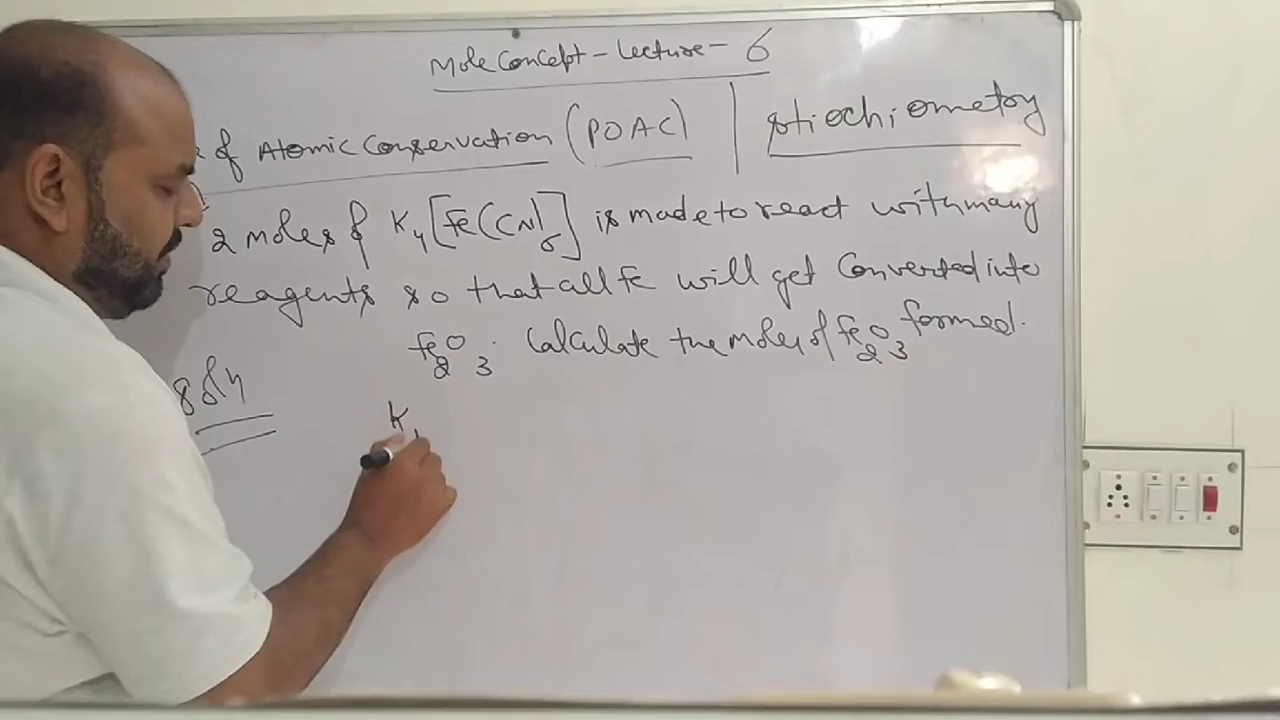 Mole Concept - Lecture - 6
of Atomic Conservation (POAC) | stiochiometry
2 moles of K4[Fe(CN)6] is made to react with many
reagents so that all Fe will get Converted into
Fe2O3. Calculate the moles of Fe2O3 formed.
Soln
K